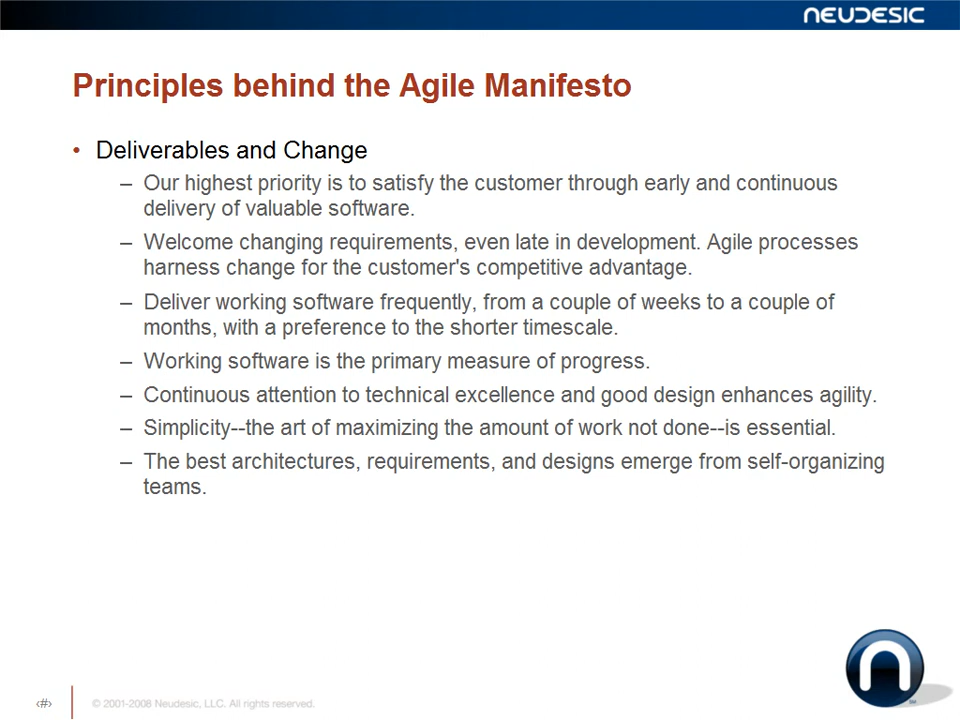 NEUDESIC
Principles behind the Agile Manifesto
• Deliverables and Change
– Our highest priority is to satisfy the customer through early and continuous
delivery of valuable software.
– Welcome changing requirements, even late in development. Agile processes
harness change for the customer's competitive advantage.
– Deliver working software frequently, from a couple of weeks to a couple of
months, with a preference to the shorter timescale.
– Working software is the primary measure of progress.
– Continuous attention to technical excellence and good design enhances agility.
– Simplicity--the art of maximizing the amount of work not done--is essential.
– The best architectures, requirements, and designs emerge from self-organizing
teams.
‹#›
© 2001-2008 Neudesic, LLC. All rights reserved.
n
SM